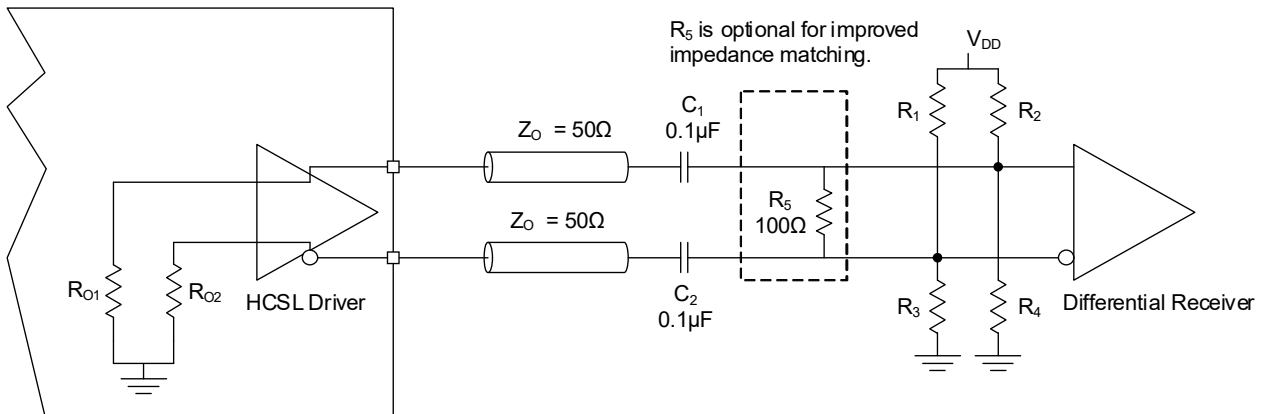 R5 is optional for improved
impedance matching.
VDD
C1
0.1µF
R1
R2
ZO = 50Ω
R5
100Ω
ZO = 50Ω
RO1
RO2
HCSL Driver
C2
0.1µF
R3
R4
Differential Receiver